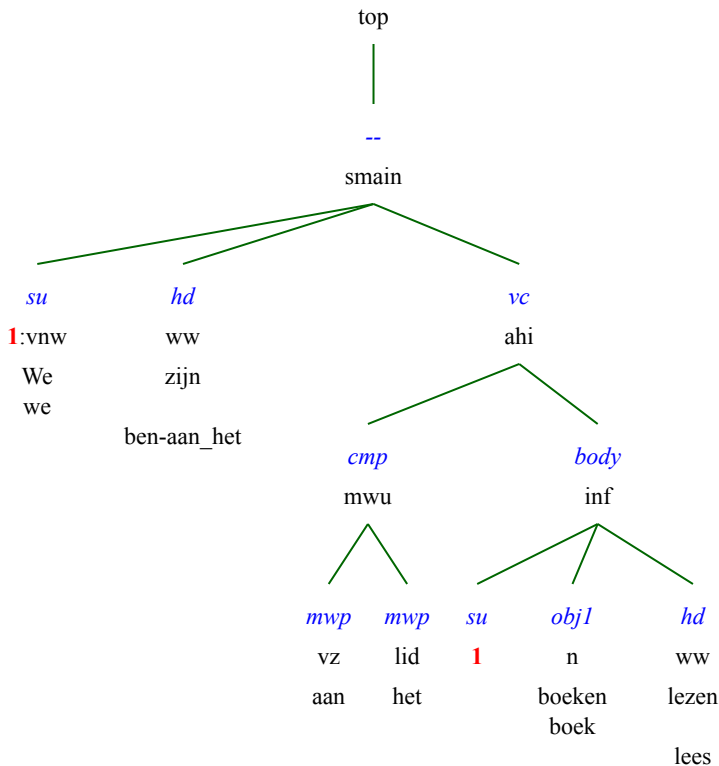 top
--
smain
su hd vc
1:vnw ww ahi
We zijn
we
ben-aan_het
cmp body
mwu inf
mwp mwp su obj1 hd
vz lid 1 n ww
aan het boeken lezen
boek
lees